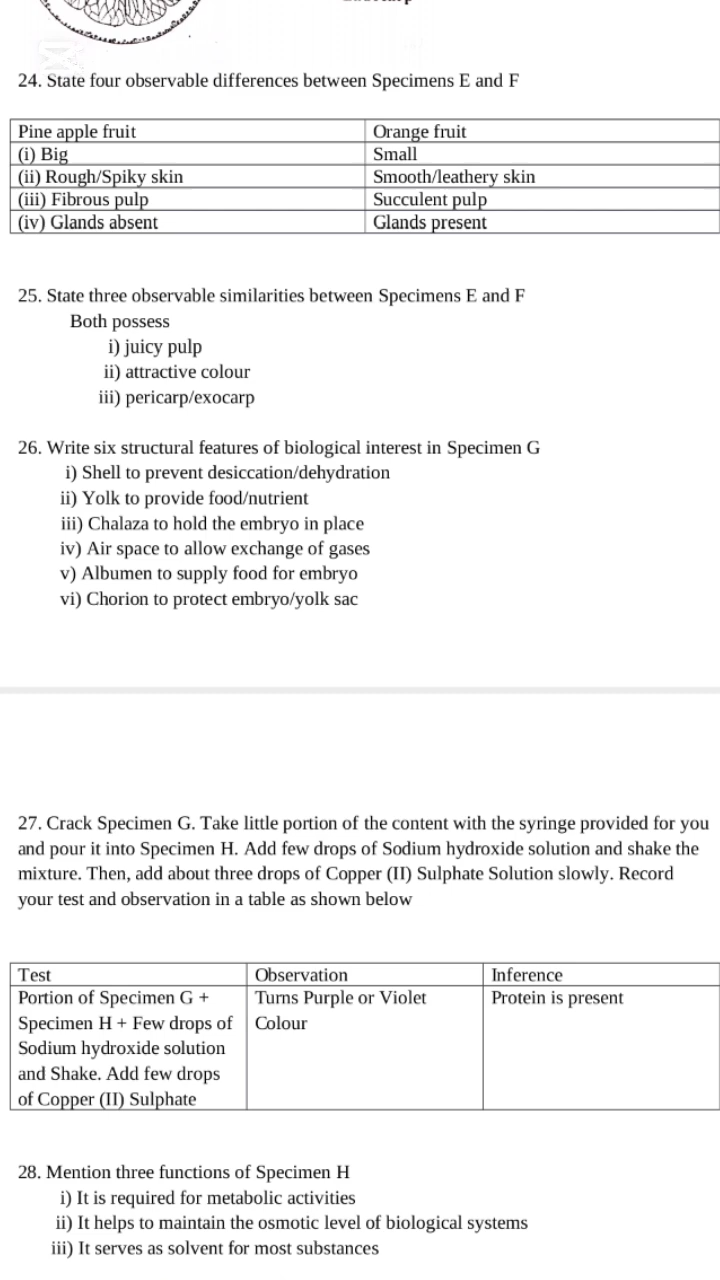 24. State four observable differences between Specimens E and F
Pine apple fruit Orange fruit
(i) Big Small
(ii) Rough/Spiky skin Smooth/leathery skin
(iii) Fibrous pulp Succulent pulp
(iv) Glands absent Glands present
25. State three observable similarities between Specimens E and F
Both possess
i) juicy pulp
ii) attractive colour
iii) pericarp/exocarp
26. Write six structural features of biological interest in Specimen G
i) Shell to prevent desiccation/dehydration
ii) Yolk to provide food/nutrient
iii) Chalaza to hold the embryo in place
iv) Air space to allow exchange of gases
v) Albumen to supply food for embryo
vi) Chorion to protect embryo/yolk sac
27. Crack Specimen G. Take little portion of the content with the syringe provided for you
and pour it into Specimen H. Add few drops of Sodium hydroxide solution and shake the
mixture. Then, add about three drops of Copper (II) Sulphate Solution slowly. Record
your test and observation in a table as shown below
Test Observation Inference
Portion of Specimen G + Turns Purple or Violet Protein is present
Specimen H + Few drops of Colour
Sodium hydroxide solution
and Shake. Add few drops
of Copper (II) Sulphate
28. Mention three functions of Specimen H
i) It is required for metabolic activities
ii) It helps to maintain the osmotic level of biological systems
iii) It serves as solvent for most substances